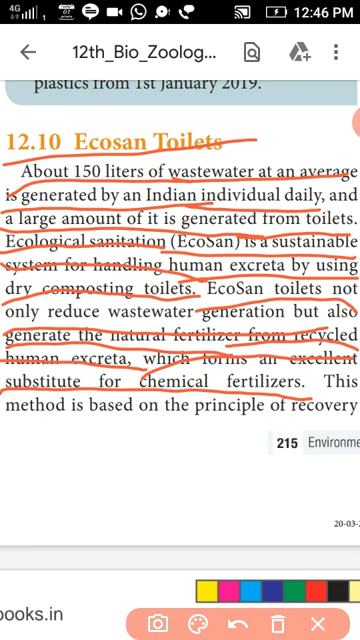 4G
12:46 PM
12th_Bio_Zoolog
plastics from 1st January 2019.
12.10 Ecosan Toilets
About 150 liters of wastewater at an average
is generated by an Indian individual daily, and
a large amount of it is generated from toilets.
Ecological sanitation (EcoSan) is a sustainable
system for handling human excreta by using
dry composting toilets. EcoSan toilets not
only reduce wastewater generation but also
generate the natural fertilizer from recycled
human excreta, which forms an excellent
substitute for chemical fertilizers. This
method is based on the principle of recovery
215 Environme
20-03-2
ooks.in